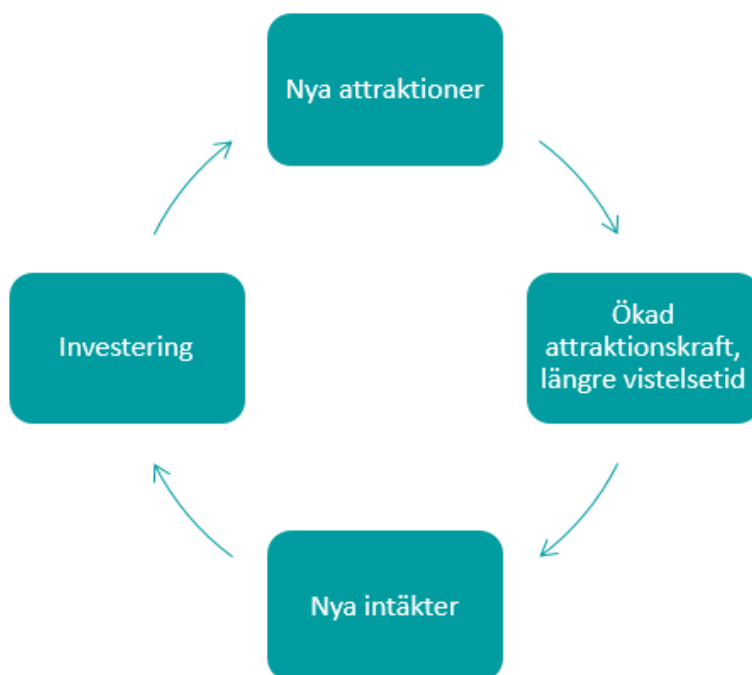 Nya attraktioner
Ökad
attraktionskraft,
längre vistelsetid
Nya intäkter
Investering